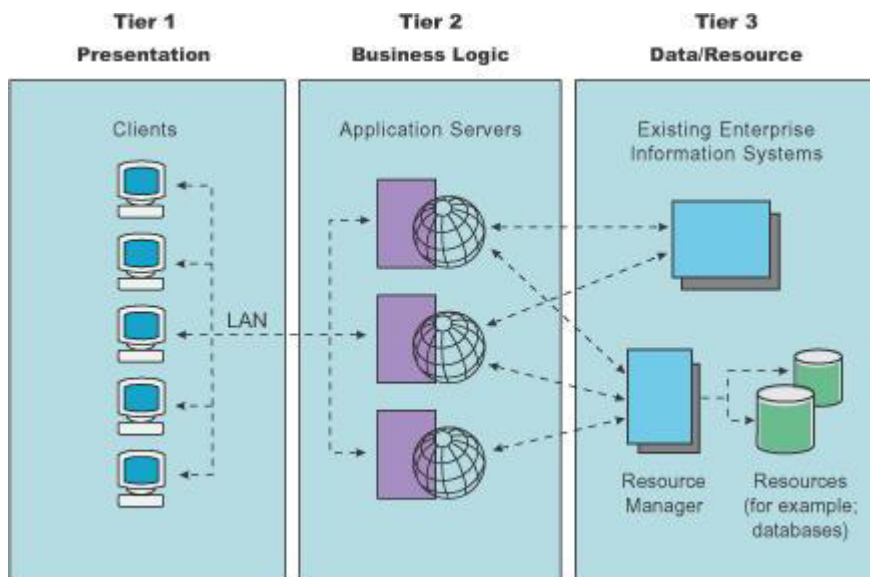 Tier 1
Presentation
Tier 2
Business Logic
Tier 3
Data/Resource
Clients
Application Servers
Existing Enterprise
Information Systems
LAN
Resource
Manager
Resources
(for example;
databases)